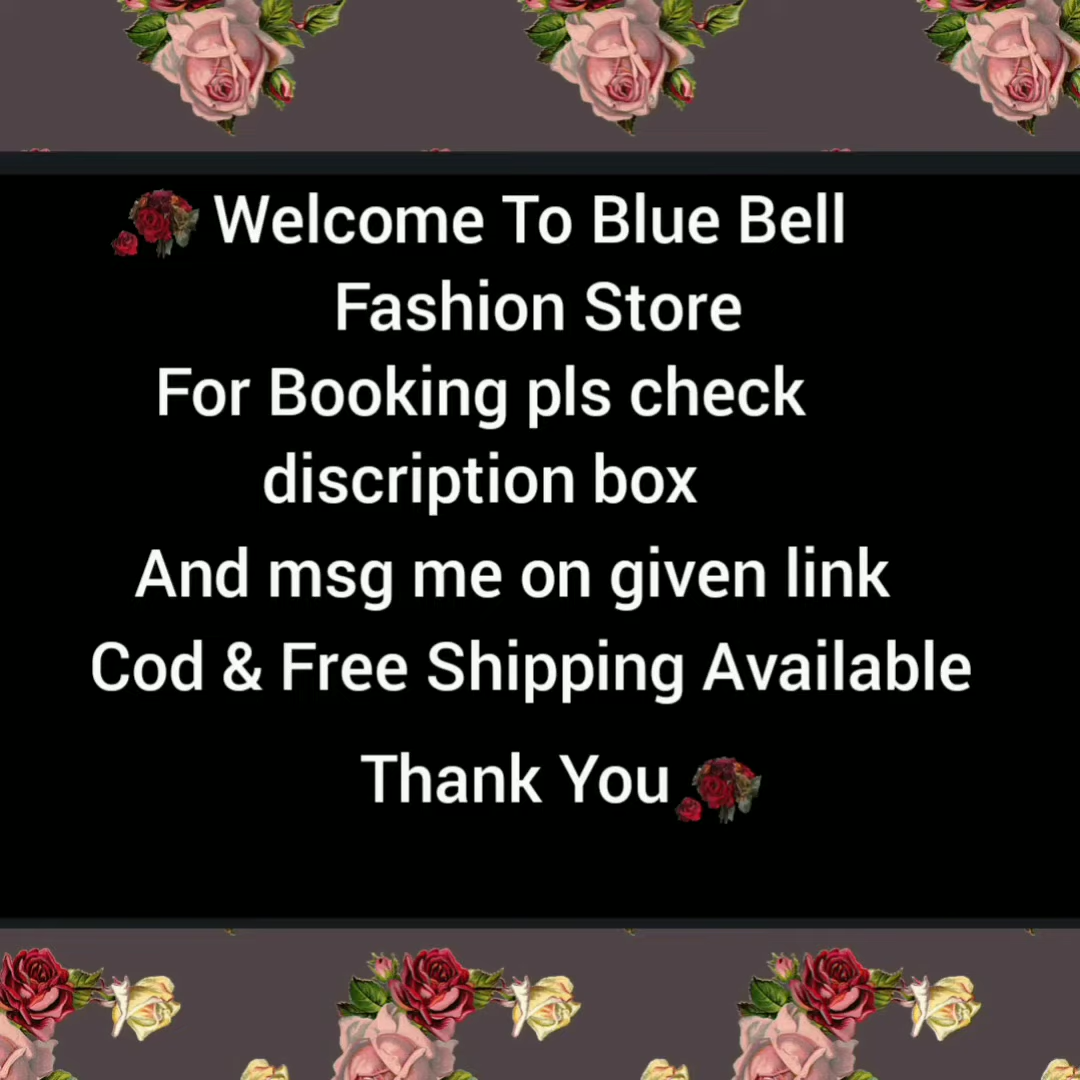 Welcome To Blue Bell
Fashion Store
For Booking pls check
discription box
And msg me on given link
Cod & Free Shipping Available
Thank You